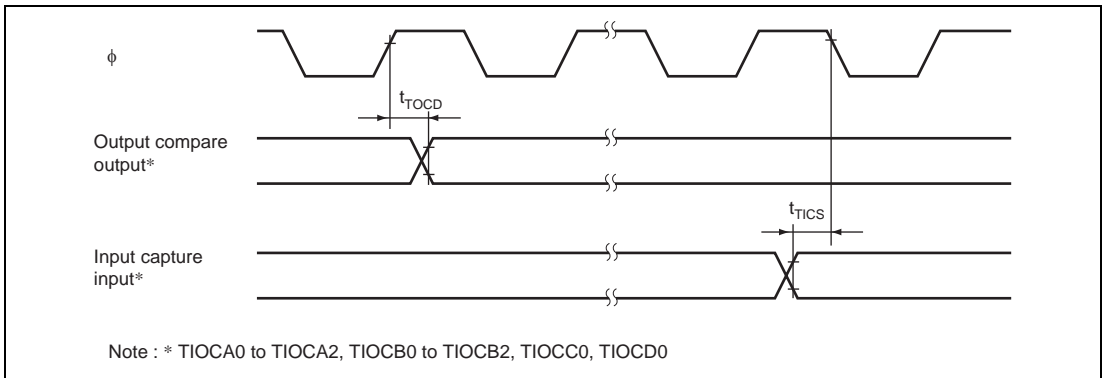 ϕ
tTOCD
Output compare
output*
tTICS
Input capture
input*
Note : * TIOCA0 to TIOCA2, TIOCB0 to TIOCB2, TIOCC0, TIOCD0